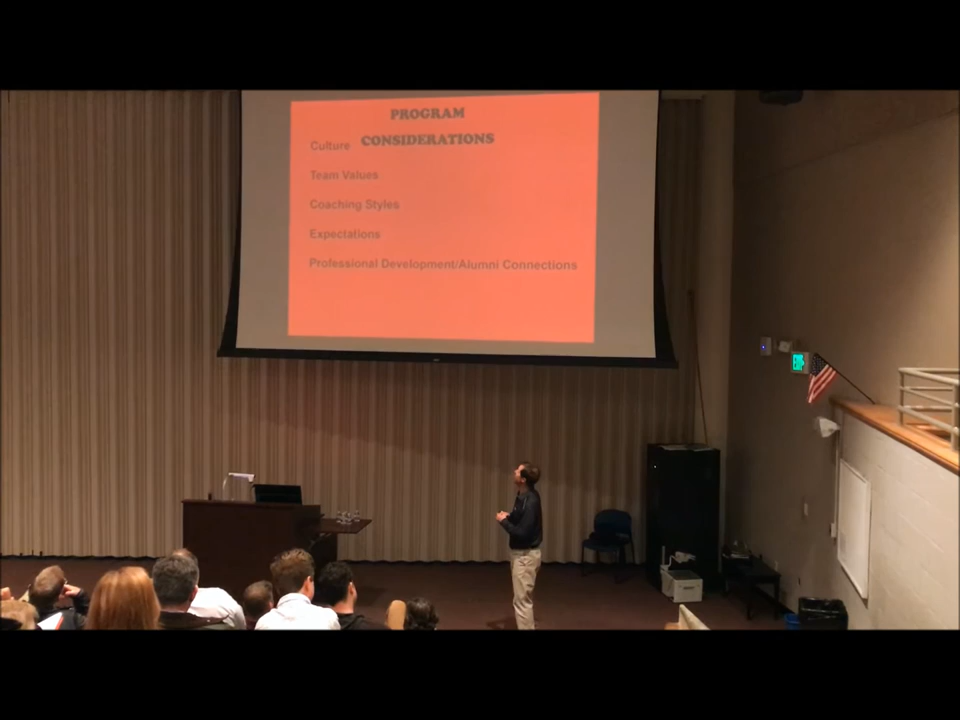 PROGRAM
CONSIDERATIONS
Culture
Team Values
Coaching Styles
Expectations
Professional Development/Alumni Connections